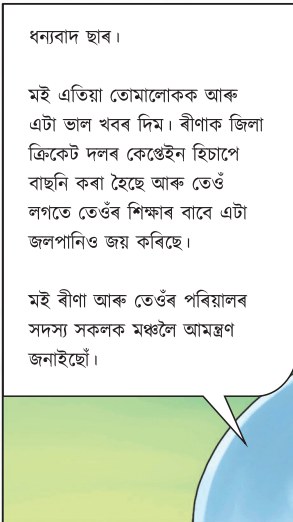 ধন্যবাদ ছাৰ।
মই এতিয়া তোমালোকক আৰু
এটা ভাল খবৰ দিম। ৰীণাক জিলা
ক্ৰিকেট দলৰ কেপ্তেইন হিচাপে
বাছনি কৰা হৈছে আৰু তেওঁ
লগতে তেওঁৰ শিক্ষাৰ বাবে এটা
জলপানিও জয় কৰিছে।
মই ৰীণা আৰু তেওঁৰ পৰিয়ালৰ
সদস্য সকলক মঞ্চলৈ আমন্ত্ৰণ
জনাইছোঁ।